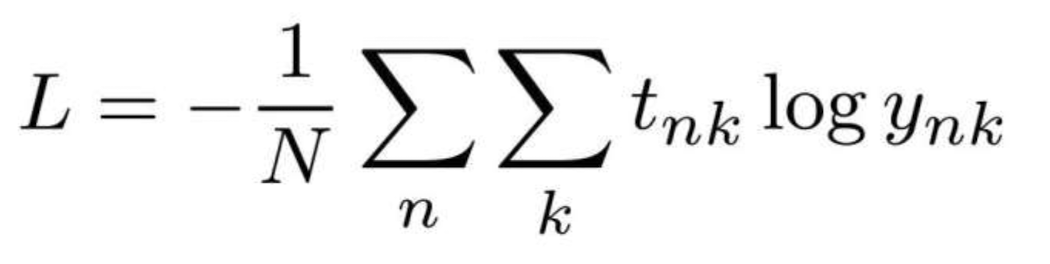 L = -\frac{1}{N} \sum_{n} \sum_{k} t_{nk} \log y_{nk}